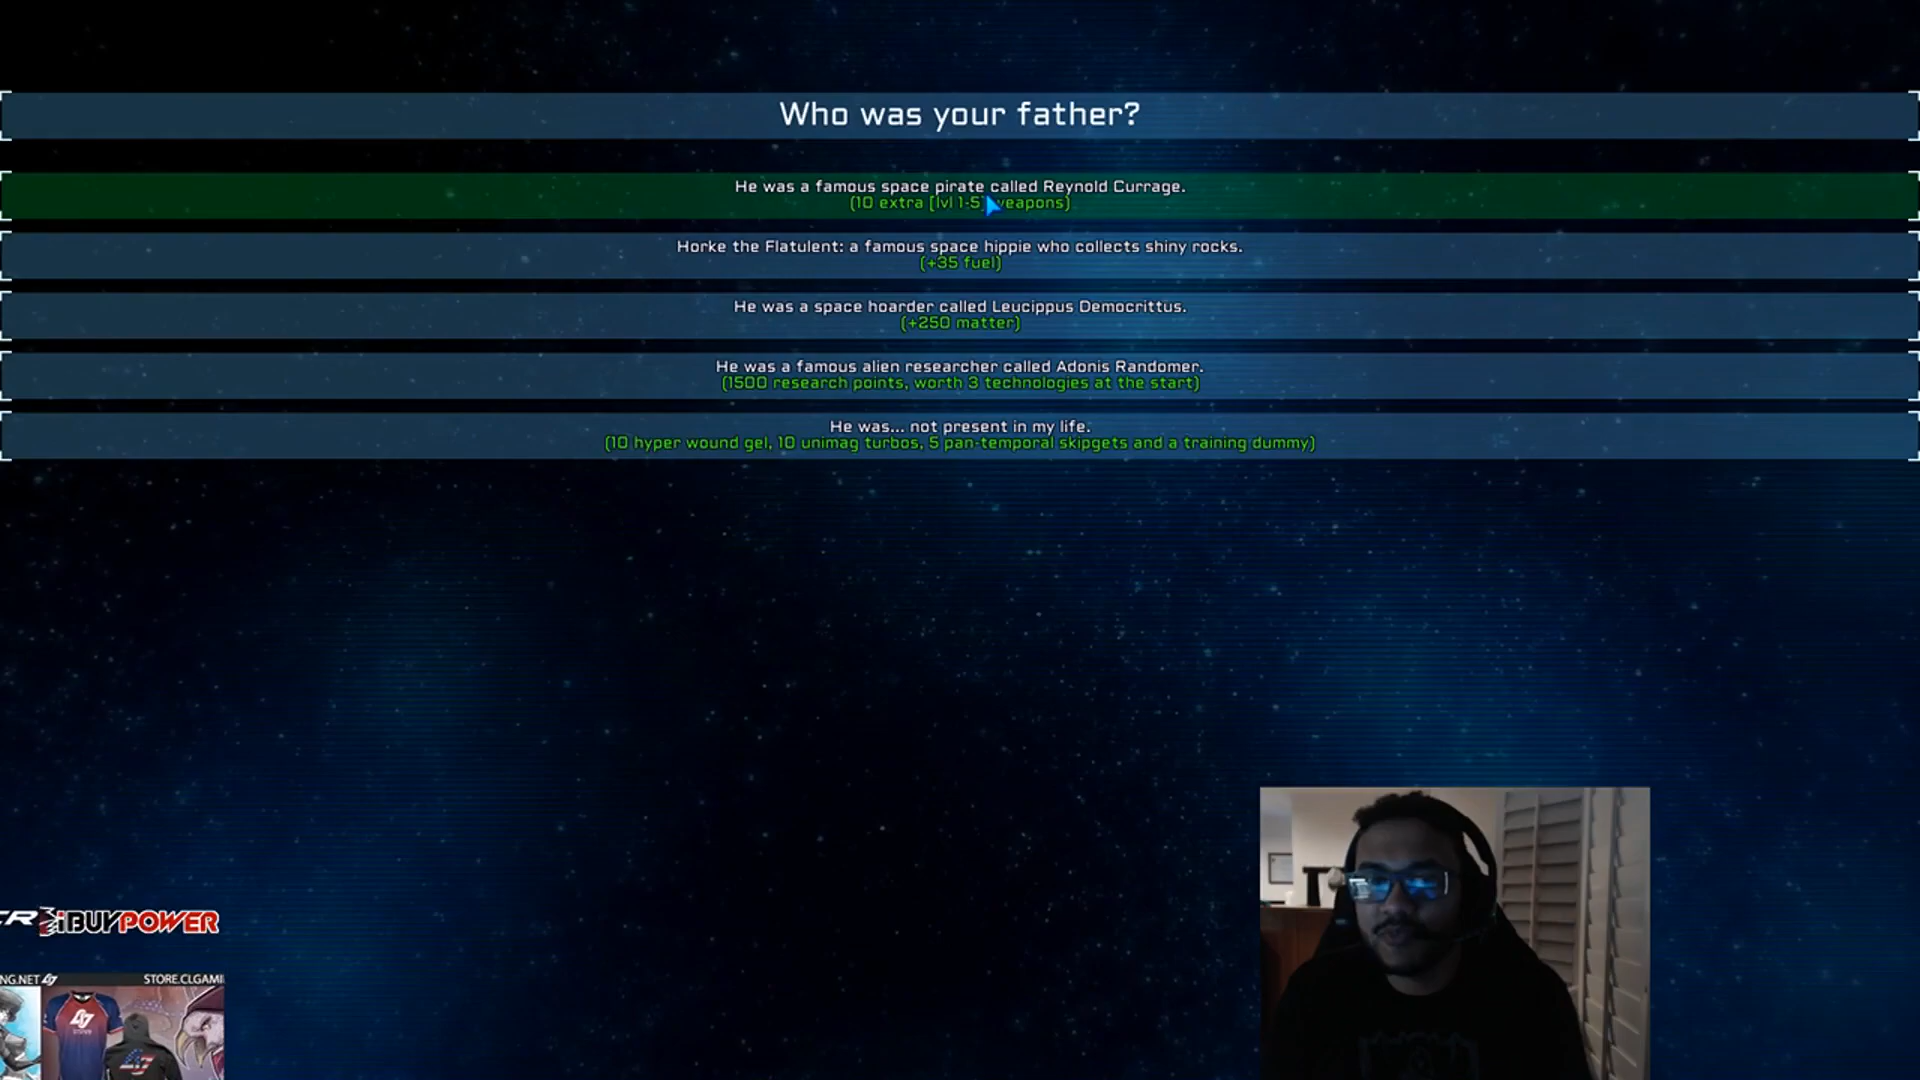 Who was your father?
He was a famous space pirate called Reynold Currage.
(10 extra [lvl 1-5] weapons)
Horke the Flatulent: a famous space hippie who collects shiny rocks.
(+35 fuel)
He was a space hoarder called Leucippus Democrittus.
(+250 matter)
He was a famous alien researcher called Adonis Randomer.
(1500 research points, worth 3 technologies at the start)
He was... not present in my life.
(10 hyper wound gel, 10 unimag turbos, 5 pan-temporal skipgets and a training dummy)
CR iBUYPOWER
NG.NET STORE.CLGAMI